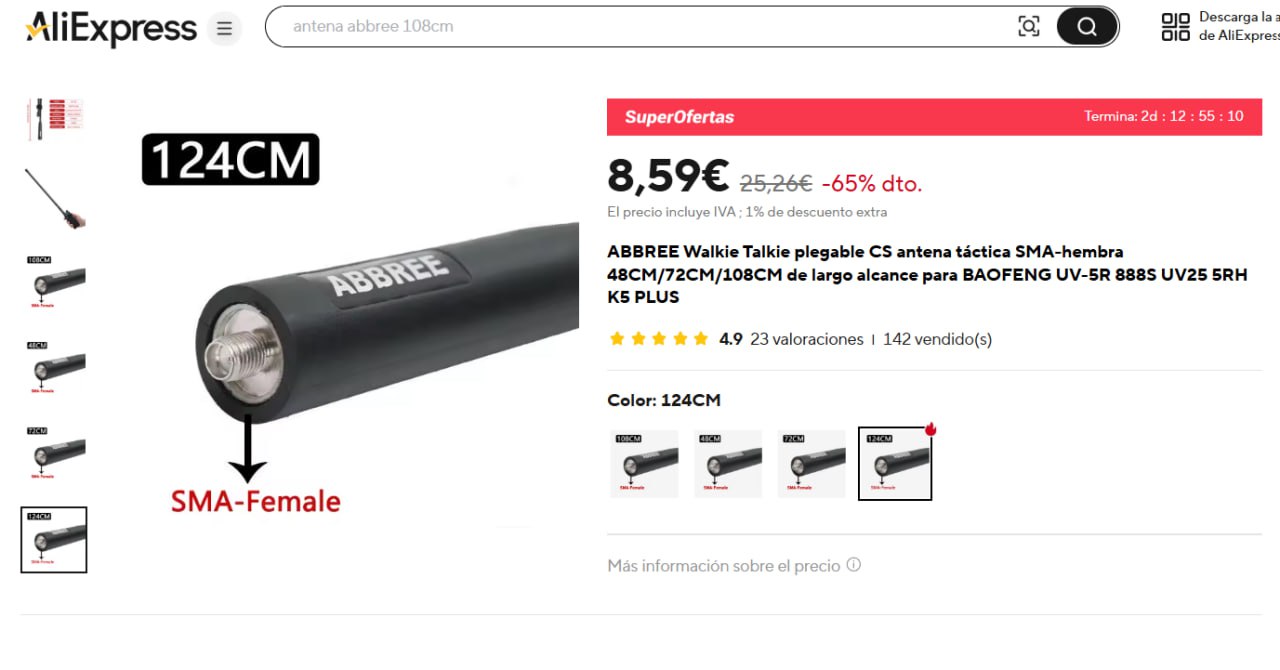 AliExpress
antena abbree 108cm
Descarga la a
de AliExpress
SuperOfertas
Termina: 2d : 12 : 55 : 10
124CM
8,59€ 25,26€ -65% dto.
El precio incluye IVA ; 1% de descuento extra
ABBREE Walkie Talkie plegable CS antena táctica SMA-hembra
48CM/72CM/108CM de largo alcance para BAOFENG UV-5R 888S UV25 5RH
K5 PLUS
ABBREE
4.9 23 valoraciones | 142 vendido(s)
SMA-Female
Color: 124CM
108CM
SMA-Female
48CM
SMA-Female
72CM
SMA-Female
124CM
SMA-Female
108CM
SMA-Female
48CM
SMA-Female
72CM
SMA-Female
124CM
SMA-Female
Más información sobre el precio